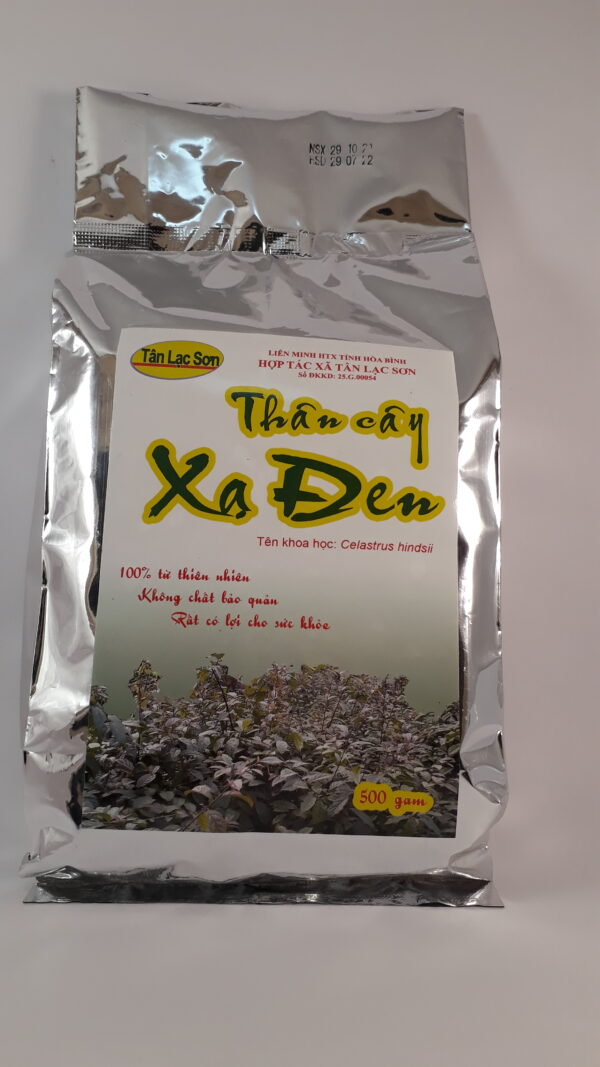 NSX 29 10 21
HSD 29 07 22
Tân Lạc Sơn
LIÊN MINH HTX TỈNH HÒA BÌNH
HỢP TÁC XÃ TÂN LẠC SƠN
Số ĐKKD: 25.G.00054
Thân cây
Xạ Đen
Tên khoa học: Celastrus hindsii
100% từ thiên nhiên
Không chất bảo quản
Rất có lợi cho sức khỏe
500 gam